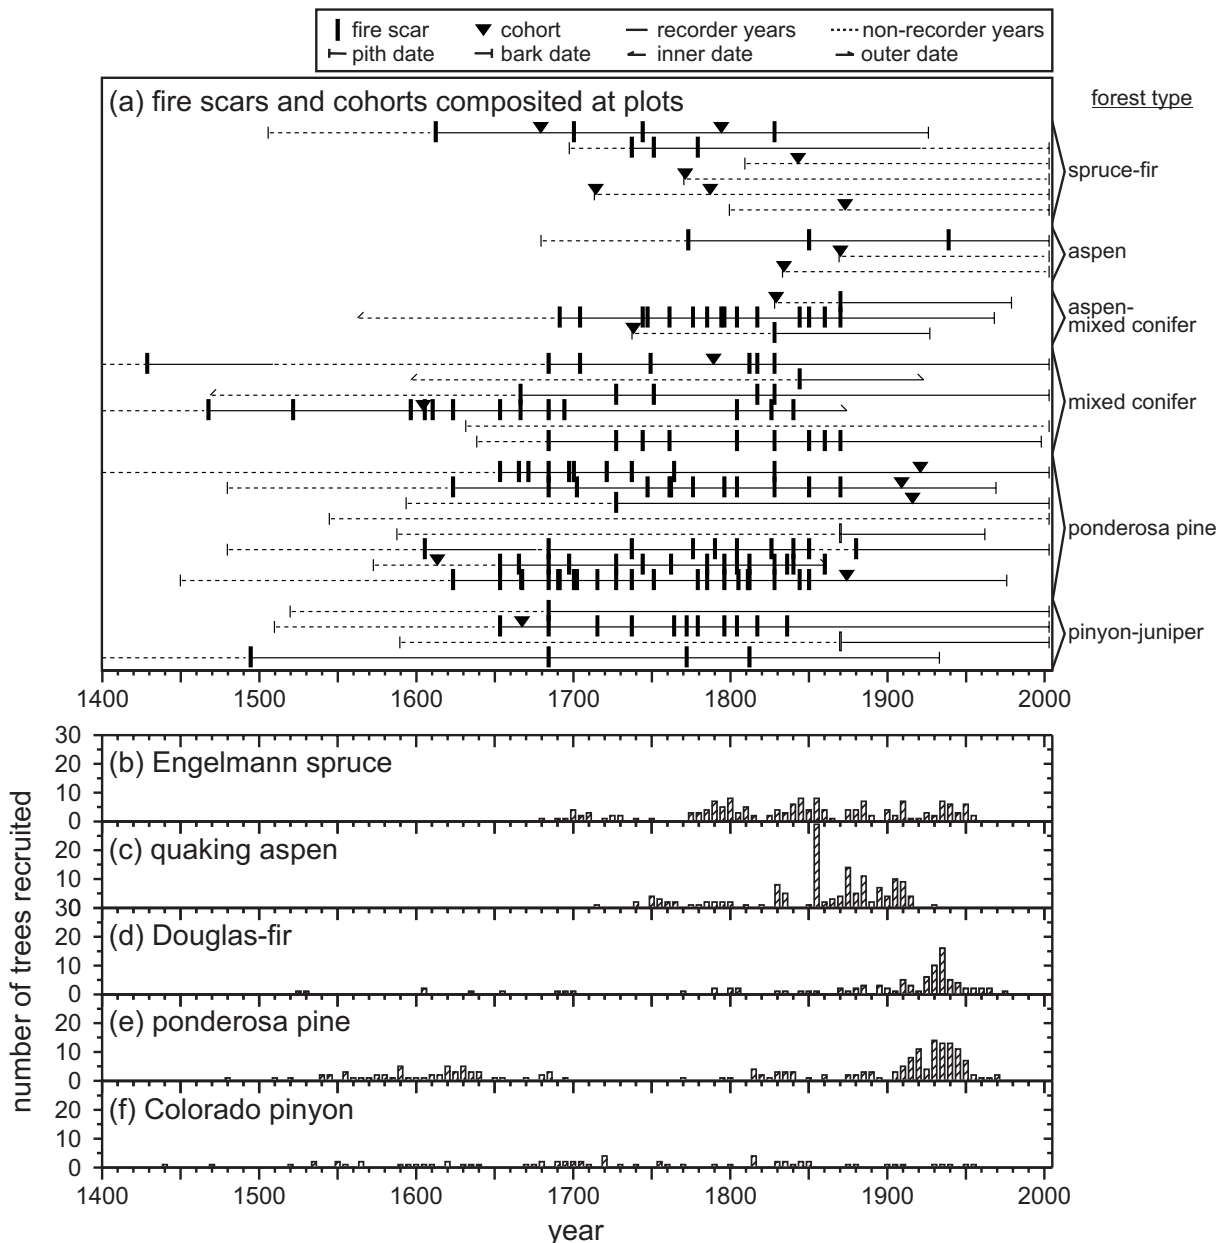 fire scar cohort recorder years non-recorder years
pith date bark date inner date outer date
(a) fire scars and cohorts composited at plots
forest type
spruce-fir
aspen
aspen-
mixed conifer
mixed conifer
ponderosa pine
pinyon-juniper
1400 1500 1600 1700 1800 1900 2000
number of trees recruited
30
20
10
0
(b) Engelmann spruce
20
10
0
(c) quaking aspen
30
20
10
0
(d) Douglas-fir
20
10
0
(e) ponderosa pine
20
10
0
(f) Colorado pinyon
1400 1500 1600 1700 1800 1900 2000
year